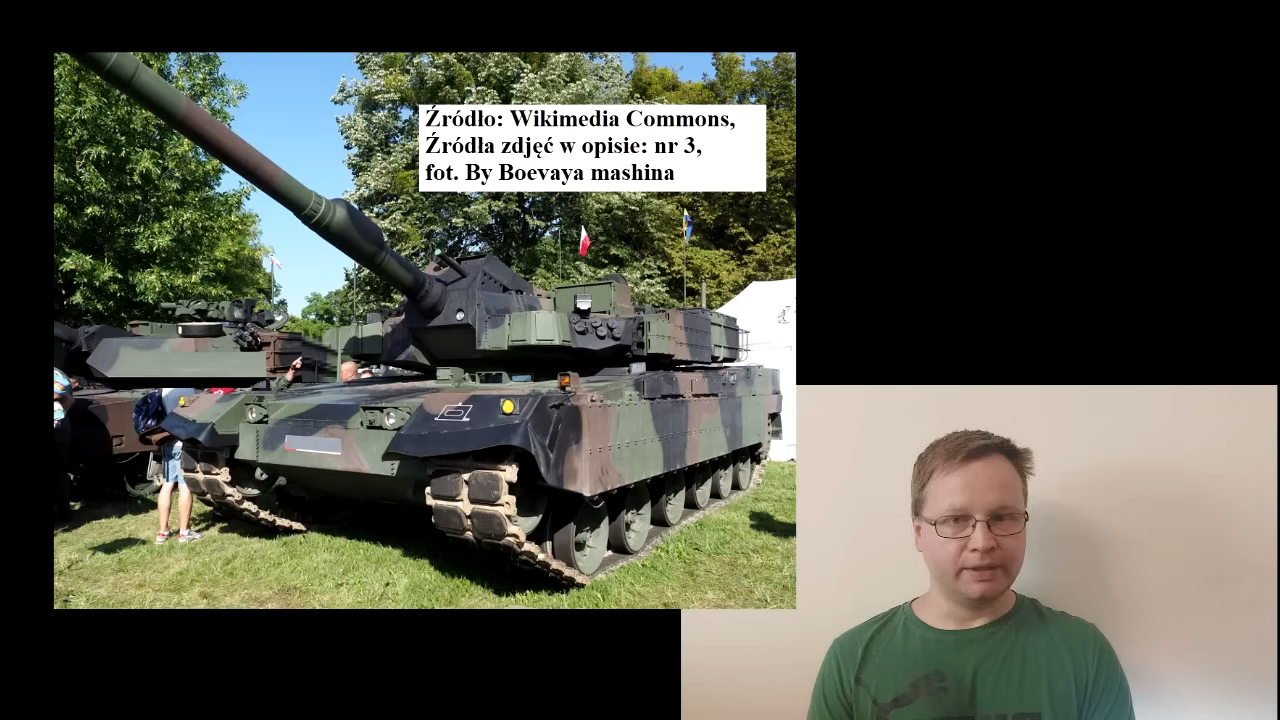 Źródło: Wikimedia Commons,
Źródła zdjęć w opisie: nr 3,
fot. By Boevaya mashina